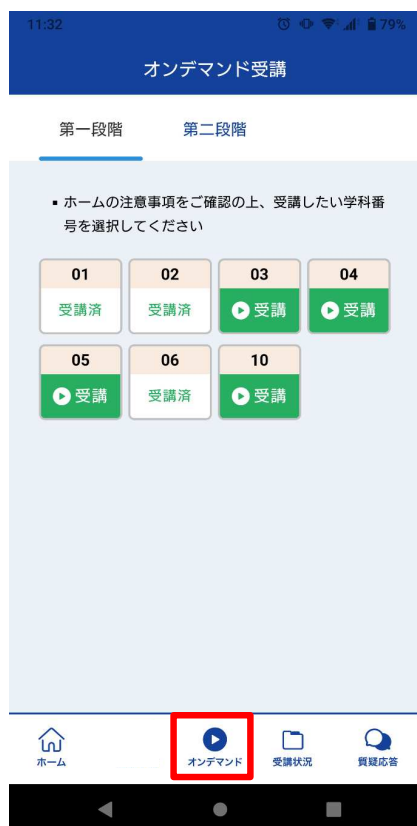 11:32 79%
オンデマンド受講
第一段階 第二段階
▪ ホームの注意事項をご確認の上、受講したい学科番
号を選択してください
01 02 03 04
受講済 受講済 受講 受講
05 06 10
受講 受講済 受講
ホーム オンデマンド 受講状況 質疑応答